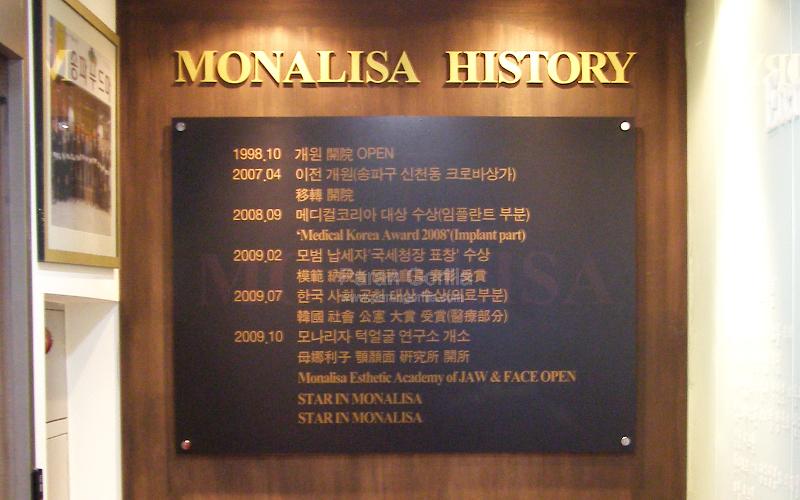 MONALISA HISTORY
1998.10 개원 開院 OPEN
2007.04 이전 개원(송파구 신천동 크로바상가)
移轉 開院
2008.09 메디컬코리아 대상 수상(임플란트 부분)
'Medical Korea Award 2008'(Implant part)
2009.02 모범 납세자'국세청장 표창' 수상
模範 納 表彰 受賞
2009.07 한국 사회 공헌 대상 수상(의료부분)
韓國 社會 公憲 大賞 受賞(醫療部分)
2009.10 모나리자 턱얼굴 연구소 개소
母娜利子 顎顔面 硏究所 開所
Monalisa Esthetic Academy of JAW & FACE OPEN
STAR IN MONALISA
STAR IN MONALISA